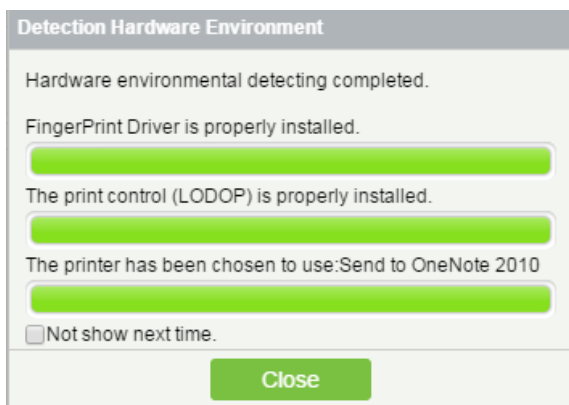 Detection Hardware Environment
Hardware environmental detecting completed.
FingerPrint Driver is properly installed.
The print control (LODOP) is properly installed.
The printer has been chosen to use:Send to OneNote 2010
Not show next time.
Close